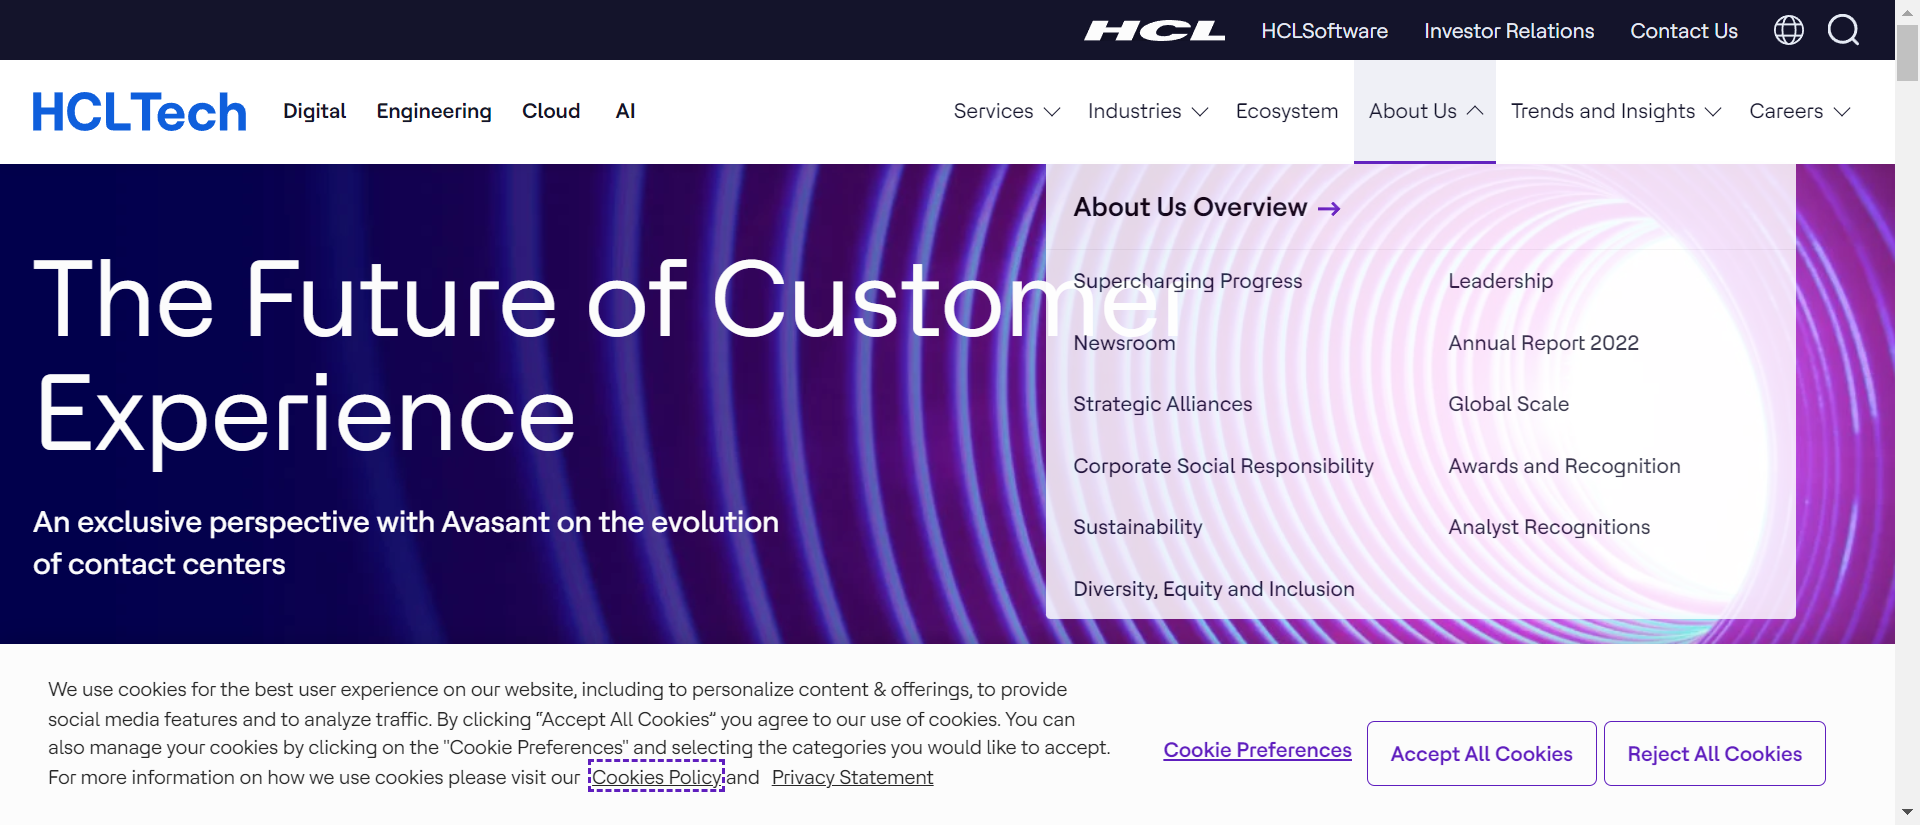 HCL HCLSoftware Investor Relations Contact Us
HCLTech Digital Engineering Cloud AI Services Industries Ecosystem About Us Trends and Insights Careers
About Us Overview
The Future of Customer
Experience
An exclusive perspective with Avasant on the evolution
of contact centers
Supercharging Progress Leadership
Newsroom Annual Report 2022
Strategic Alliances Global Scale
Corporate Social Responsibility Awards and Recognition
Sustainability Analyst Recognitions
Diversity, Equity and Inclusion
We use cookies for the best user experience on our website, including to personalize content & offerings, to provide
social media features and to analyze traffic. By clicking “Accept All Cookies” you agree to our use of cookies. You can
also manage your cookies by clicking on the "Cookie Preferences" and selecting the categories you would like to accept.
For more information on how we use cookies please visit our Cookies Policy and Privacy Statement
Cookie Preferences Accept All Cookies Reject All Cookies